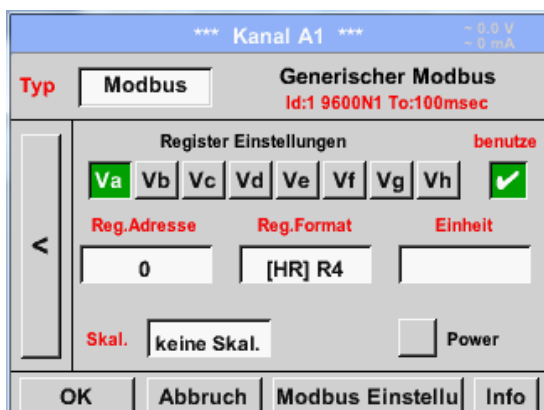 *** Kanal A1 ***
~ 0.0 V
~ 0 mA
Typ Modbus Generischer Modbus
Id:1 9600N1 To:100msec
Register Einstellungen benutze
Va Vb Vc Vd Ve Vf Vg Vh ✔
<
Reg.Adresse Reg.Format Einheit
0 [HR] R4
Skal. keine Skal. Power
OK Abbruch Modbus Einstellu Info